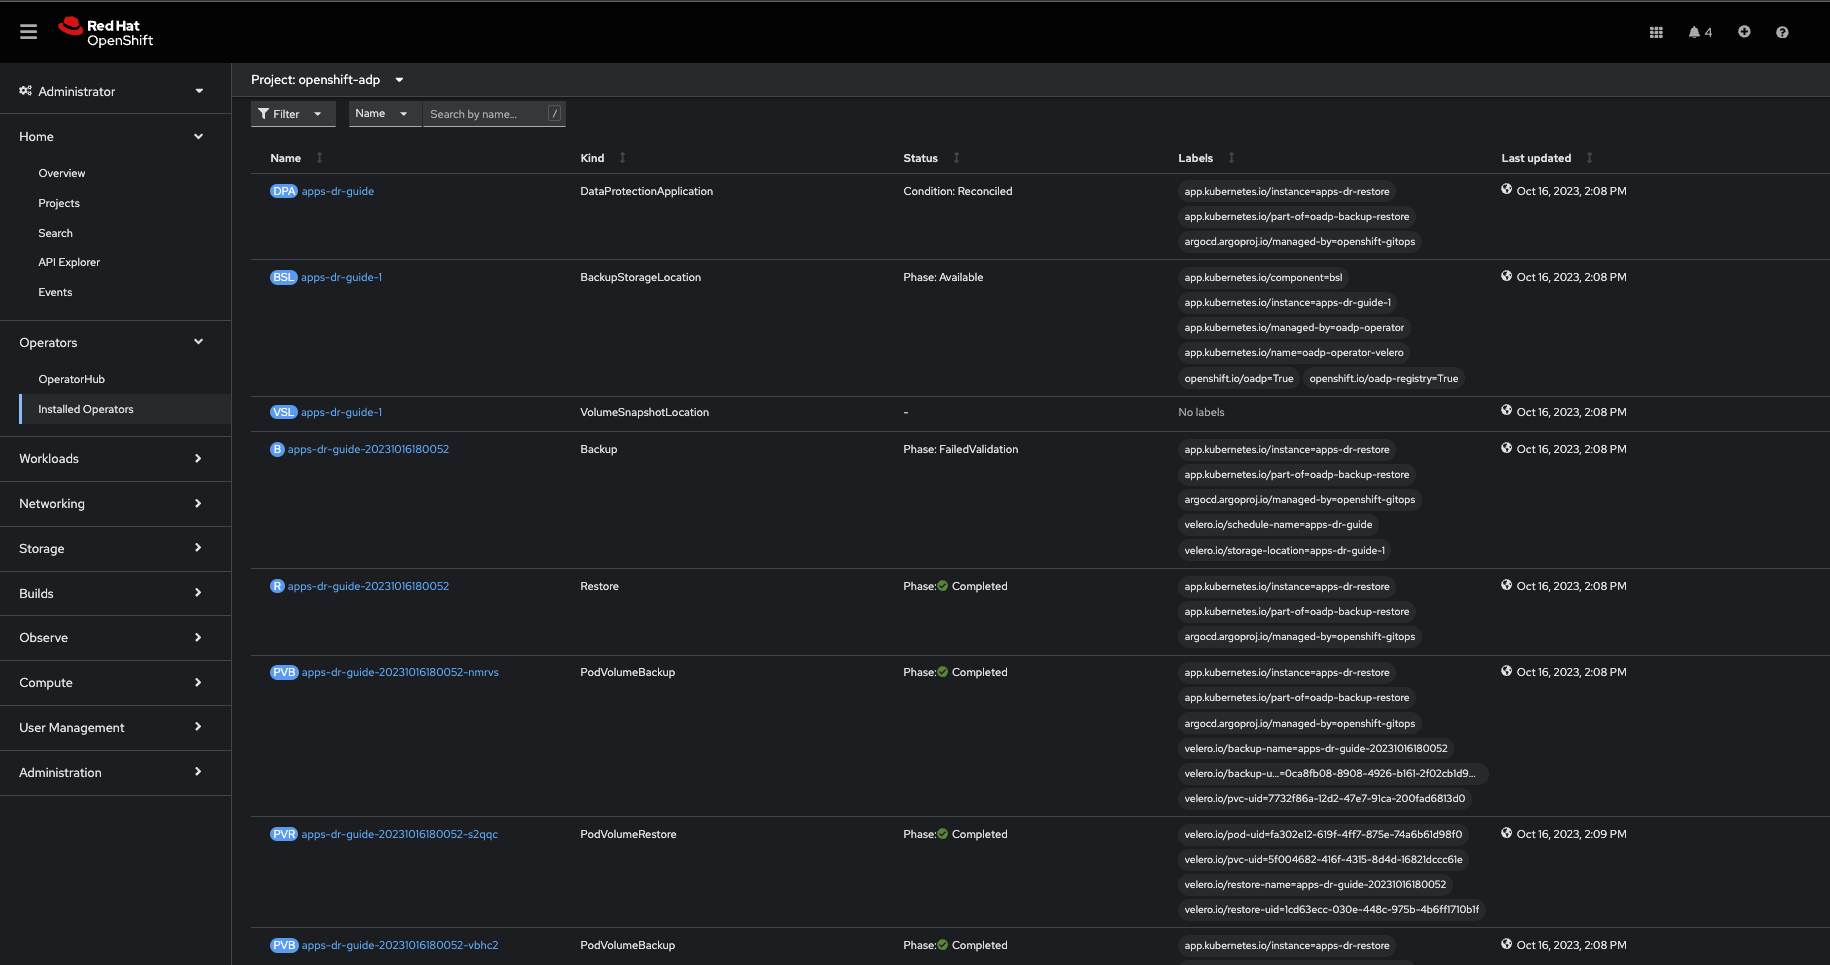 Red Hat
OpenShift
4
Administrator
Home
Overview
Projects
Search
API Explorer
Events
Operators
OperatorHub
Installed Operators
Workloads
Networking
Storage
Builds
Observe
Compute
User Management
Administration
Project: openshift-adp
Filter Name Search by name... /
Name Kind Status Labels Last updated
DPA apps-dr-guide DataProtectionApplication Condition: Reconciled app.kubernetes.io/instance=apps-dr-restore Oct 16, 2023, 2:08 PM
app.kubernetes.io/part-of=oadp-backup-restore
argocd.argoproj.io/managed-by=openshift-gitops
BSL apps-dr-guide-1 BackupStorageLocation Phase: Available app.kubernetes.io/component=bsl Oct 16, 2023, 2:08 PM
app.kubernetes.io/instance=apps-dr-guide-1
app.kubernetes.io/managed-by=oadp-operator
app.kubernetes.io/name=oadp-operator-velero
openshift.io/oadp=True openshift.io/oadp-registry=True
VSL apps-dr-guide-1 VolumeSnapshotLocation - No labels Oct 16, 2023, 2:08 PM
B apps-dr-guide-20231016180052 Backup Phase: FailedValidation app.kubernetes.io/instance=apps-dr-restore Oct 16, 2023, 2:08 PM
app.kubernetes.io/part-of=oadp-backup-restore
argocd.argoproj.io/managed-by=openshift-gitops
velero.io/schedule-name=apps-dr-guide
velero.io/storage-location=apps-dr-guide-1
R apps-dr-guide-20231016180052 Restore Phase: Completed app.kubernetes.io/instance=apps-dr-restore Oct 16, 2023, 2:08 PM
app.kubernetes.io/part-of=oadp-backup-restore
argocd.argoproj.io/managed-by=openshift-gitops
PVB apps-dr-guide-20231016180052-nmrvs PodVolumeBackup Phase: Completed app.kubernetes.io/instance=apps-dr-restore Oct 16, 2023, 2:08 PM
app.kubernetes.io/part-of=oadp-backup-restore
argocd.argoproj.io/managed-by=openshift-gitops
velero.io/backup-name=apps-dr-guide-20231016180052
velero.io/backup-u...=0ca8fb08-8908-4926-b161-2f02cb1d9...
velero.io/pvc-uid=7732f86a-12d2-47e7-91ca-200fad6813d0
PVR apps-dr-guide-20231016180052-s2qqc PodVolumeRestore Phase: Completed velero.io/pod-uid=fa302e12-619f-4ff7-875e-74a6b61d98f0 Oct 16, 2023, 2:09 PM
velero.io/pvc-uid=5f004682-416f-4315-8d4d-16821dccc61e
velero.io/restore-name=apps-dr-guide-20231016180052
velero.io/restore-uid=1cd63ecc-030e-448c-975b-4b6ff1710b1f
PVB apps-dr-guide-20231016180052-vbhc2 PodVolumeBackup Phase: Completed app.kubernetes.io/instance=apps-dr-restore Oct 16, 2023, 2:08 PM